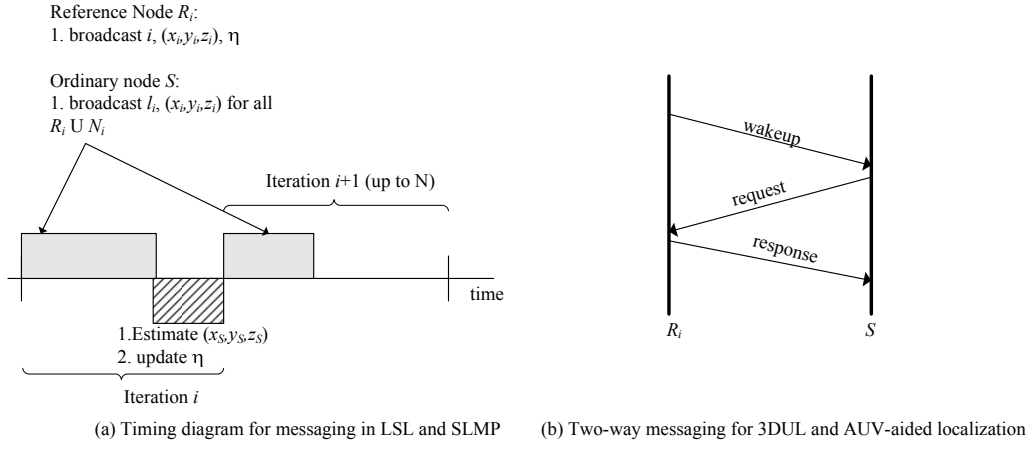 Reference Node Ri:
1. broadcast i, (xi,yi,zi), η
Ordinary node S:
1. broadcast li, (xi,yi,zi) for all
Ri U Ni
Iteration i+1 (up to N)
time
1.Estimate (xS,yS,zS)
2. update η
Iteration i
(a) Timing diagram for messaging in LSL and SLMP
wakeup
request
response
Ri
S
(b) Two-way messaging for 3DUL and AUV-aided localization